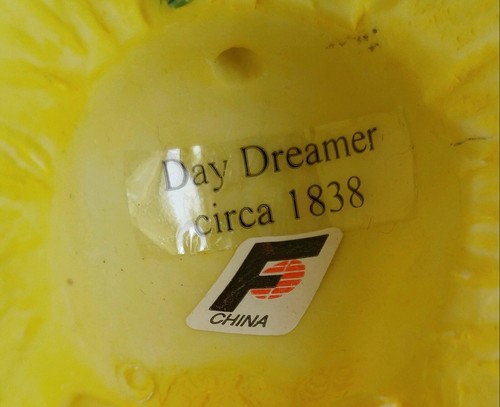 Day Dreamer
circa 1838
F
CHINA